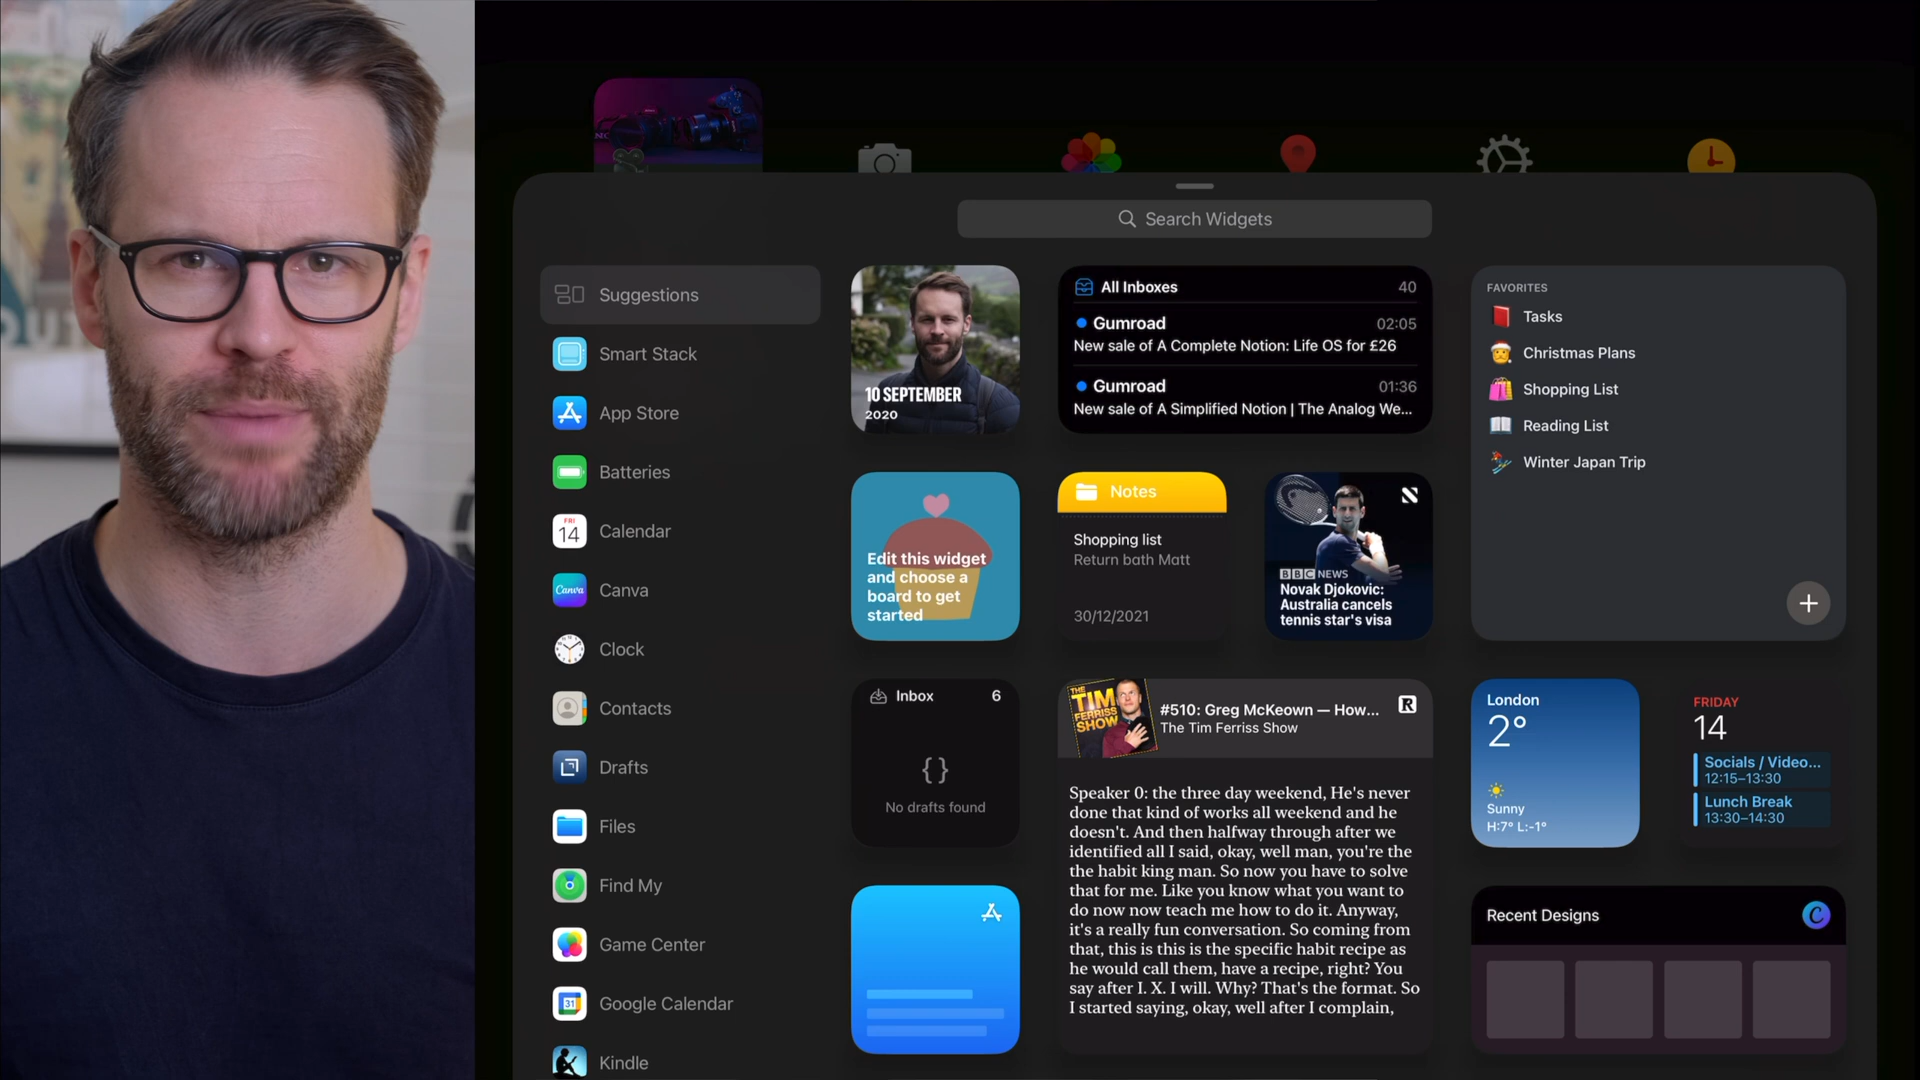 Search Widgets
Suggestions
Smart Stack
App Store
Batteries
FRI
14
Calendar
Canva
Canva
Clock
Contacts
Drafts
Files
Find My
Game Center
31
Google Calendar
Kindle
10 SEPTEMBER
2020
All Inboxes 40
Gumroad 02:05
New sale of A Complete Notion: Life OS for £26
Gumroad 01:36
New sale of A Simplified Notion | The Analog We...
FAVORITES
Tasks
Christmas Plans
Shopping List
Reading List
Winter Japan Trip
Edit this widget
and choose a
board to get
started
Notes
Shopping list
Return bath Matt
30/12/2021
BBC NEWS
Novak Djokovic:
Australia cancels
tennis star's visa
Inbox 6
{}
No drafts found
THE
TIM
FERRISS
SHOW
#510: Greg McKeown — How...
The Tim Ferriss Show
R
Speaker 0: the three day weekend, He's never
done that kind of works all weekend and he
doesn't. And then halfway through after we
identified all I said, okay, well man, you're the
the habit king man. So now you have to solve
that for me. Like you know what you want to
do now now teach me how to do it. Anyway,
it's a really fun conversation. So coming from
that, this is this is the specific habit recipe as
he would call them, have a recipe, right? You
say after I. X. I will. Why? That's the format. So
I started saying, okay, well after I complain,
London
2°
Sunny
H:7° L:-1°
FRIDAY
14
Socials / Video...
12:15–13:30
Lunch Break
13:30–14:30
Recent Designs
C